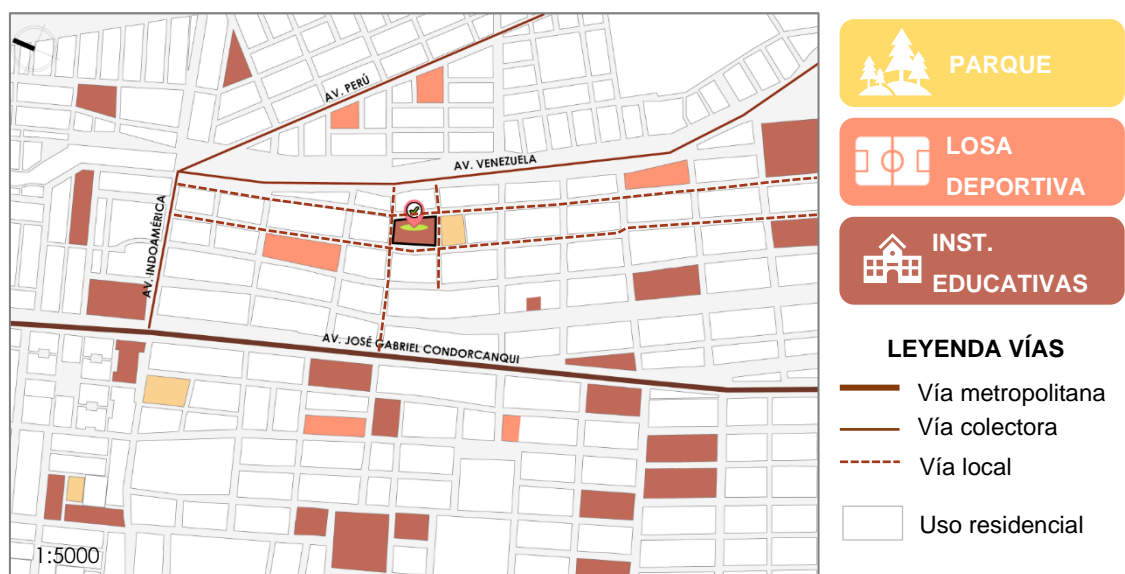 AV. PERÚ
AV. VENEZUELA
AV. INDOAMÉRICA
AV. JOSÉ GABRIEL CONDORCANQUI
1:5000
PARQUE
LOSA
DEPORTIVA
INST.
EDUCATIVAS
LEYENDA VÍAS
Vía metropolitana
Vía colectora
Vía local
Uso residencial